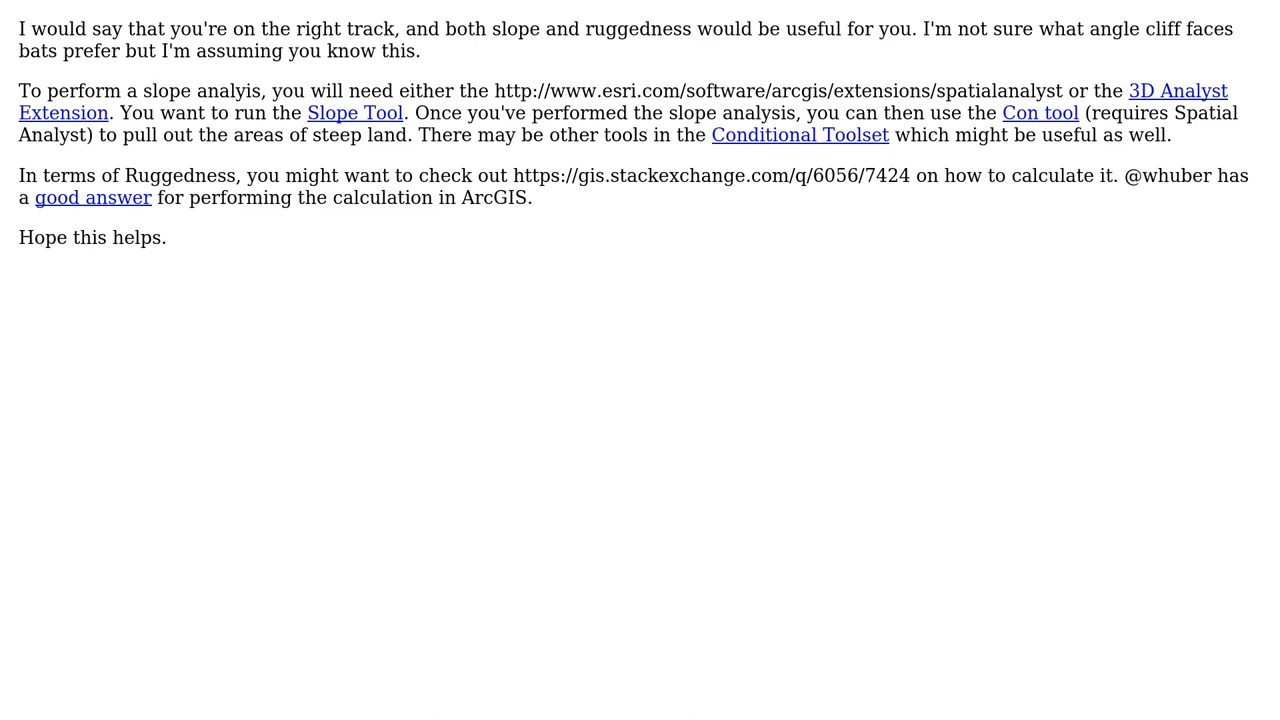 I would say that you're on the right track, and both slope and ruggedness would be useful for you. I'm not sure what angle cliff faces
bats prefer but I'm assuming you know this.
To perform a slope analyis, you will need either the http://www.esri.com/software/arcgis/extensions/spatialanalyst or the 3D Analyst
Extension. You want to run the Slope Tool. Once you've performed the slope analysis, you can then use the Con tool (requires Spatial
Analyst) to pull out the areas of steep land. There may be other tools in the Conditional Toolset which might be useful as well.
In terms of Ruggedness, you might want to check out https://gis.stackexchange.com/q/6056/7424 on how to calculate it. @whuber has
a good answer for performing the calculation in ArcGIS.
Hope this helps.